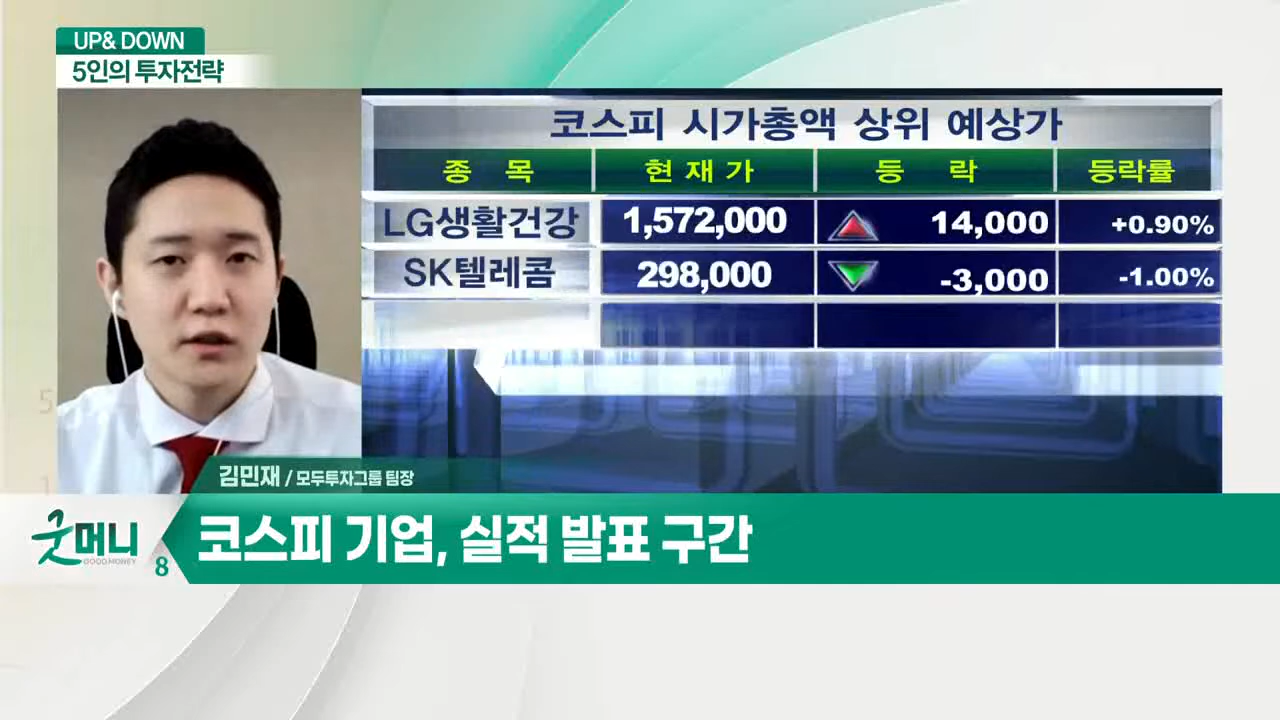 UP& DOWN
5인의 투자전략
코스피 시가총액 상위 예상가
종 목 현 재 가 등 락 등락률
LG생활건강 1,572,000 14,000 +0.90%
SK텔레콤 298,000 -3,000 -1.00%
5
1
김민재 / 모두투자그룹 팀장
굿머니
GOOD MONEY
8
코스피 기업, 실적 발표 구간